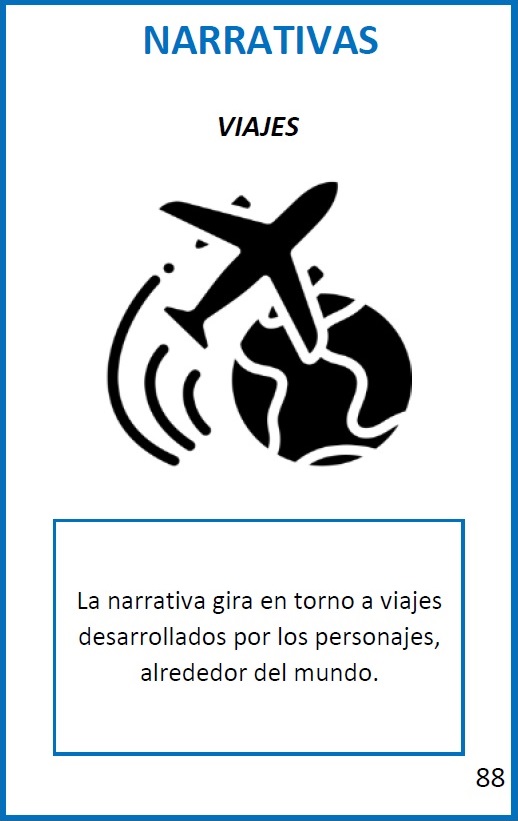 NARRATIVAS
VIAJES
La narrativa gira en torno a viajes
desarrollados por los personajes,
alrededor del mundo.
88